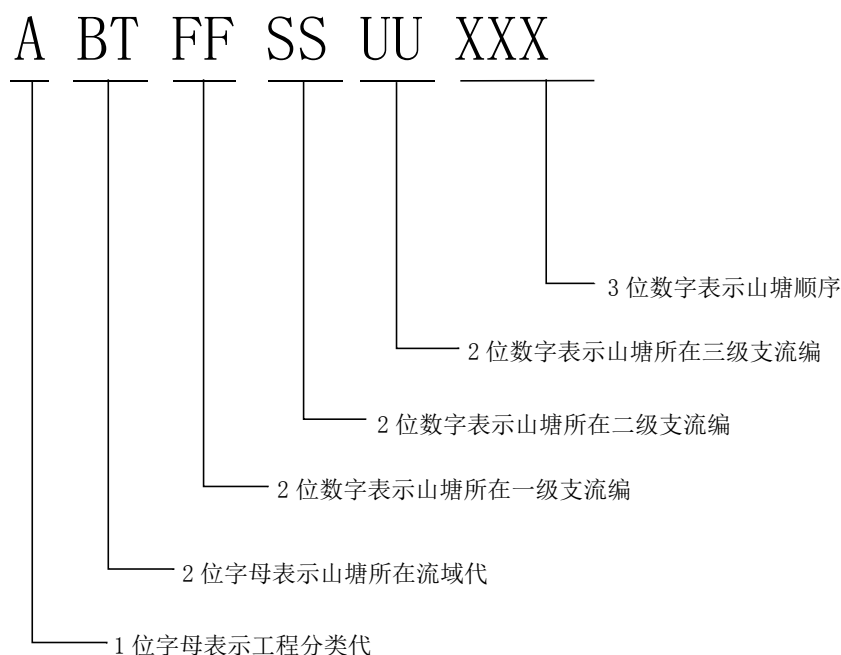 A BT FF SS UU XXX
3 位数字表示山塘顺序
2 位数字表示山塘所在三级支流编
2 位数字表示山塘所在二级支流编
2 位数字表示山塘所在一级支流编
2 位字母表示山塘所在流域代
1 位字母表示工程分类代